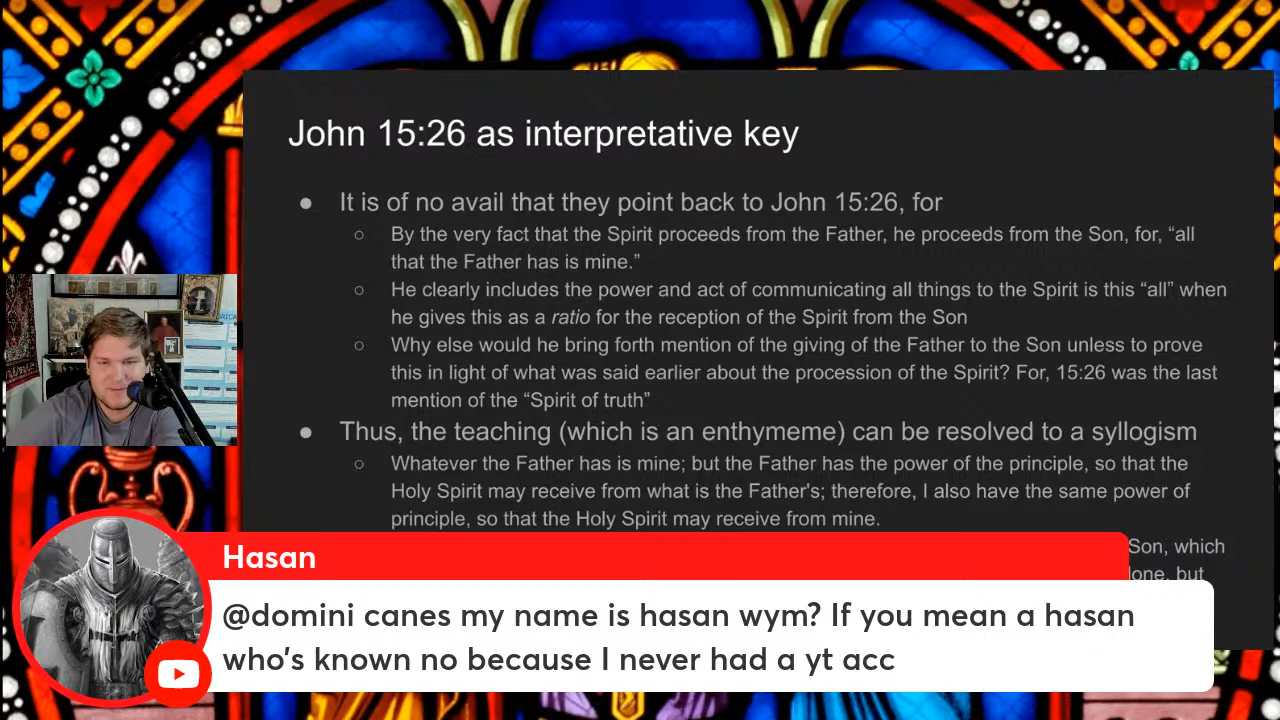 John 15:26 as interpretative key
● It is of no avail that they point back to John 15:26, for
○ By the very fact that the Spirit proceeds from the Father, he proceeds from the Son, for, “all
that the Father has is mine.”
○ He clearly includes the power and act of communicating all things to the Spirit is this “all” when
he gives this as a ratio for the reception of the Spirit from the Son
○ Why else would he bring forth mention of the giving of the Father to the Son unless to prove
this in light of what was said earlier about the procession of the Spirit? For, 15:26 was the last
mention of the “Spirit of truth”
● Thus, the teaching (which is an enthymeme) can be resolved to a syllogism
○ Whatever the Father has is mine; but the Father has the power of the principle, so that the
Holy Spirit may receive from what is the Father's; therefore, I also have the same power of
principle, so that the Holy Spirit may receive from mine.
Son, which
but
Hasan
@domini canes my name is hasan wym? If you mean a hasan
who's known no because I never had a yt acc